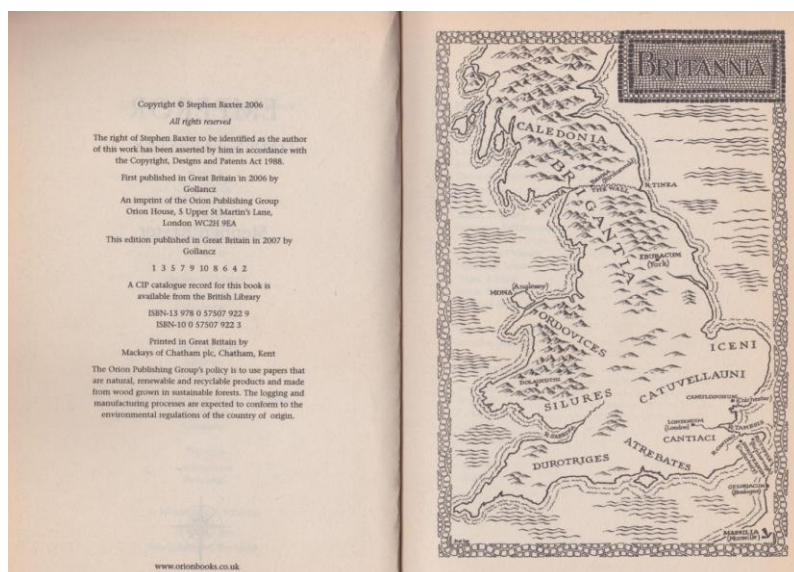 Copyright © Stephen Baxter 2006
All rights reserved
The right of Stephen Baxter to be identified as the author
of this work has been asserted by him in accordance with
the Copyright, Designs and Patents Act 1988.
First published in Great Britain in 2006 by
Gollancz
An imprint of the Orion Publishing Group
Orion House, 5 Upper St Martin's Lane,
London WC2H 9EA
This edition published in Great Britain in 2007 by
Gollancz
1 3 5 7 9 10 8 6 4 2
A CIP catalogue record for this book is
available from the British Library
ISBN-13 978 0 57507 922 9
ISBN-10 0 57507 922 3
Printed in Great Britain by
Mackays of Chatham plc, Chatham, Kent
The Orion Publishing Group's policy is to use papers that
are natural, renewable and recyclable products and made
from wood grown in sustainable forests. The logging and
manufacturing processes are expected to conform to the
environmental regulations of the country of origin.
www.orionbooks.co.uk
BRITANNIA
CALEDONIA
BRIGANTIA
R. ITUNA
THE WALL
R. TINEA
EBURACUM
(York)
(Anglesey)
MONA
ORDOVICES
ICENI
DOLAUCOTHI
CATUVELLAUNI
SILURES
CAMULODUNUM
(Colchester)
LONDINIUM
(London)
R. TAMESIS
CANTIACI
R. SABRINA
ATREBATES
DUROTRIGES
(Boulogne)
MASSILIA
(Marseille)